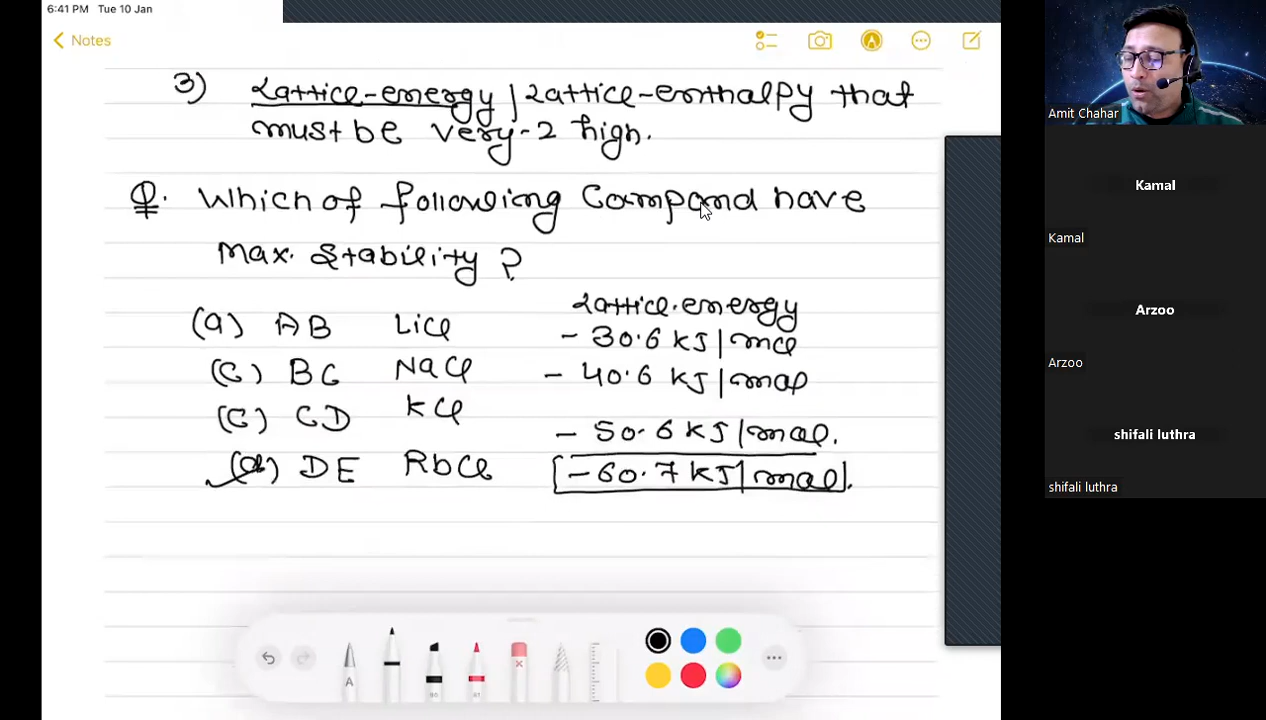 6:41 PM Tue 10 Jan
Notes
3) Lattice-energy | Lattice-enthalpy that
must be very-2 high.
Q. Which of following Compond have
Max. Stability ?
Lattice.energy
(a) AB LiCl - 30.6 KJ|mol
(C) BC NaCl - 40.6 KJ|mol
(C) CD KCl - 50.6 KJ|mol.
(d) DE RbCl -60.7 KJ|mol.
A
80
Amit Chahar
Kamal
Kamal
Arzoo
Arzoo
shifali luthra
shifali luthra